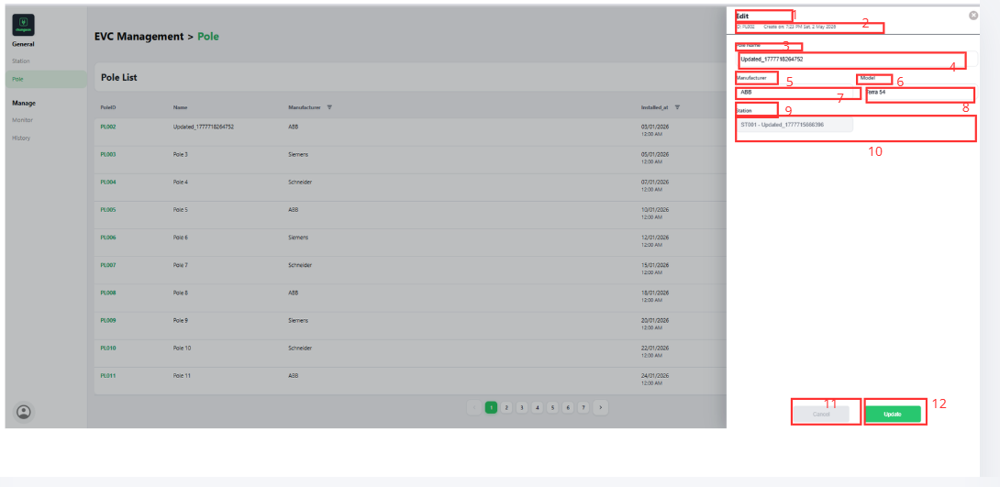 chargeon
General
Station
Pole
Manage
Monitor
History
EVC Management > Pole
Pole List
PoleID Name Manufacturer Installed_at
PL002 Updated_1777718264752 ABB 03/01/2026
12:00 AM
PL003 Pole 3 Siemens 05/01/2026
12:00 AM
PL004 Pole 4 Schneider 07/01/2026
12:00 AM
PL005 Pole 5 ABB 10/01/2026
12:00 AM
PL006 Pole 6 Siemens 12/01/2026
12:00 AM
PL007 Pole 7 Schneider 15/01/2026
12:00 AM
PL008 Pole 8 ABB 18/01/2026
12:00 AM
PL009 Pole 9 Siemens 20/01/2026
12:00 AM
PL010 Pole 10 Schneider 22/01/2026
12:00 AM
PL011 Pole 11 ABB 24/01/2026
12:00 AM
< 1 2 3 4 5 6 7 >
Edit 1
ID: PL002 Create on: 7:23 PM Sat, 2 May 2026 2
Pole Name 3
Updated_1777718264752 4
Manufacturer 5 Model 6
ABB 7 Terra 54 8
Station 9
ST001 - Updated_1777715666396
10
11 12
Cancel Update